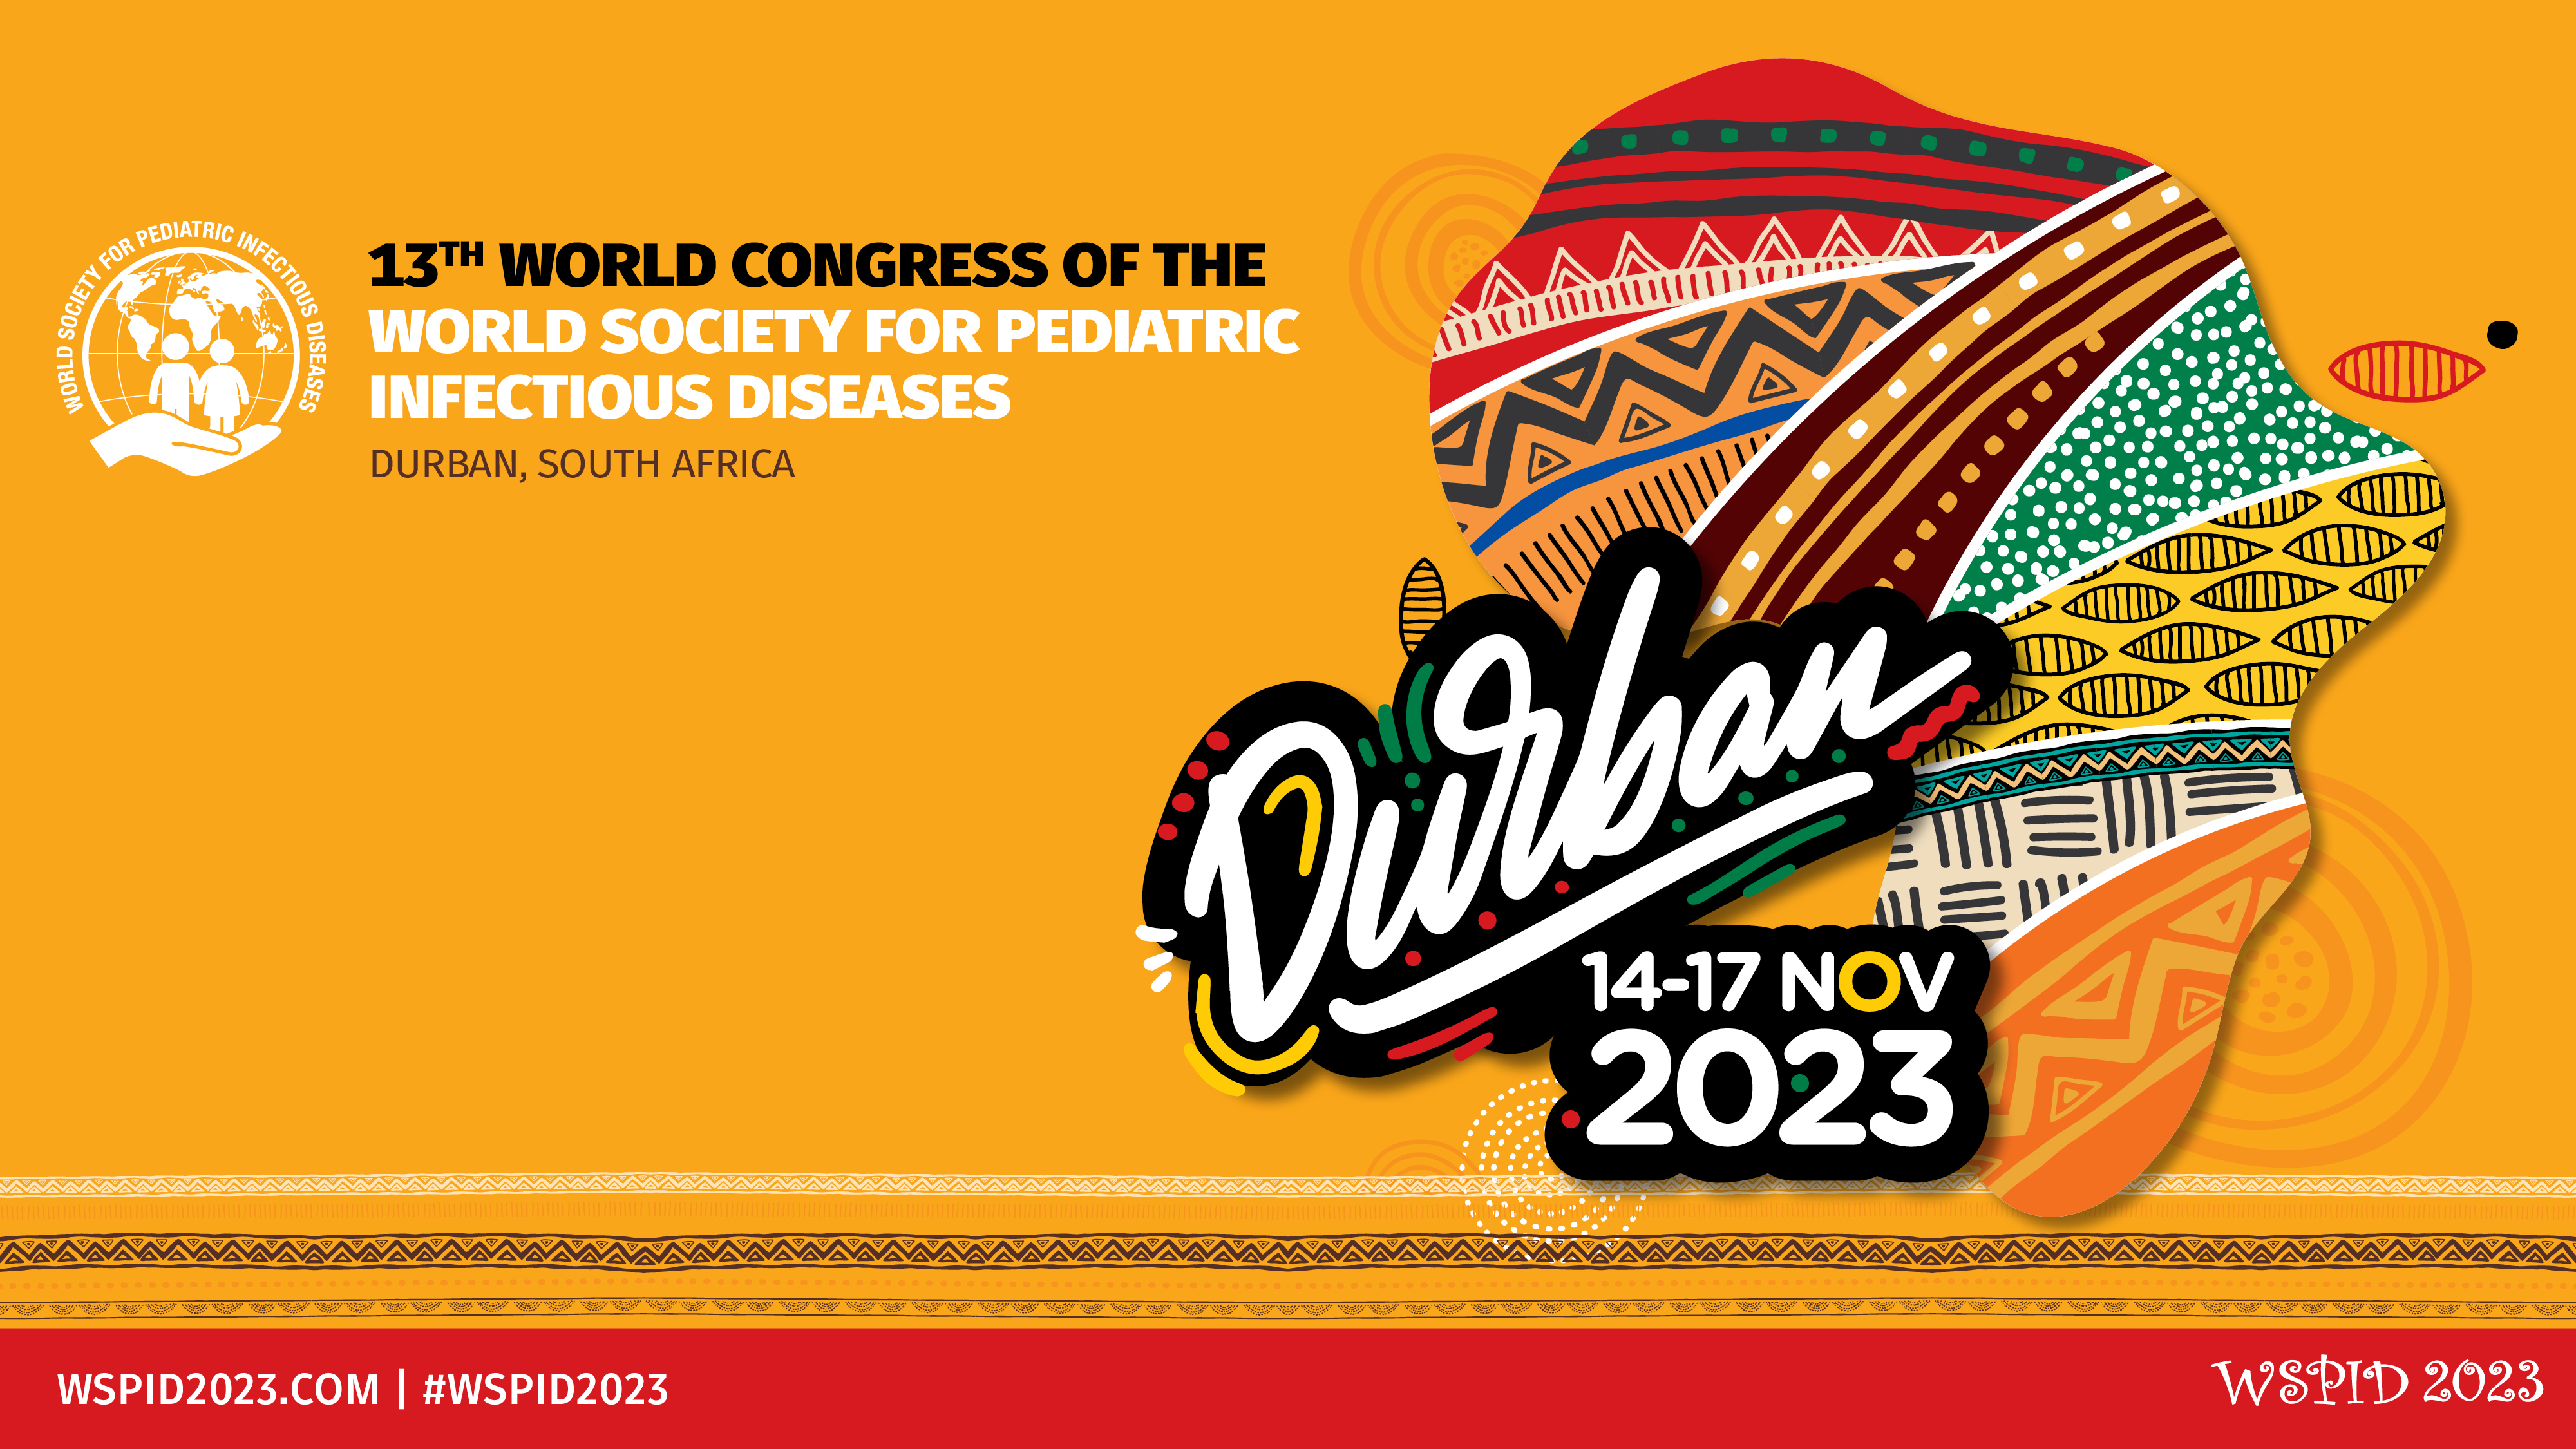 WORLD SOCIETY FOR PEDIATRIC INFECTIOUS DISEASES
13TH WORLD CONGRESS OF THE
WORLD SOCIETY FOR PEDIATRIC
INFECTIOUS DISEASES
DURBAN, SOUTH AFRICA
Durban
14-17 NOV
2023
WSPID2023.COM | #WSPID2023
WSPID 2023